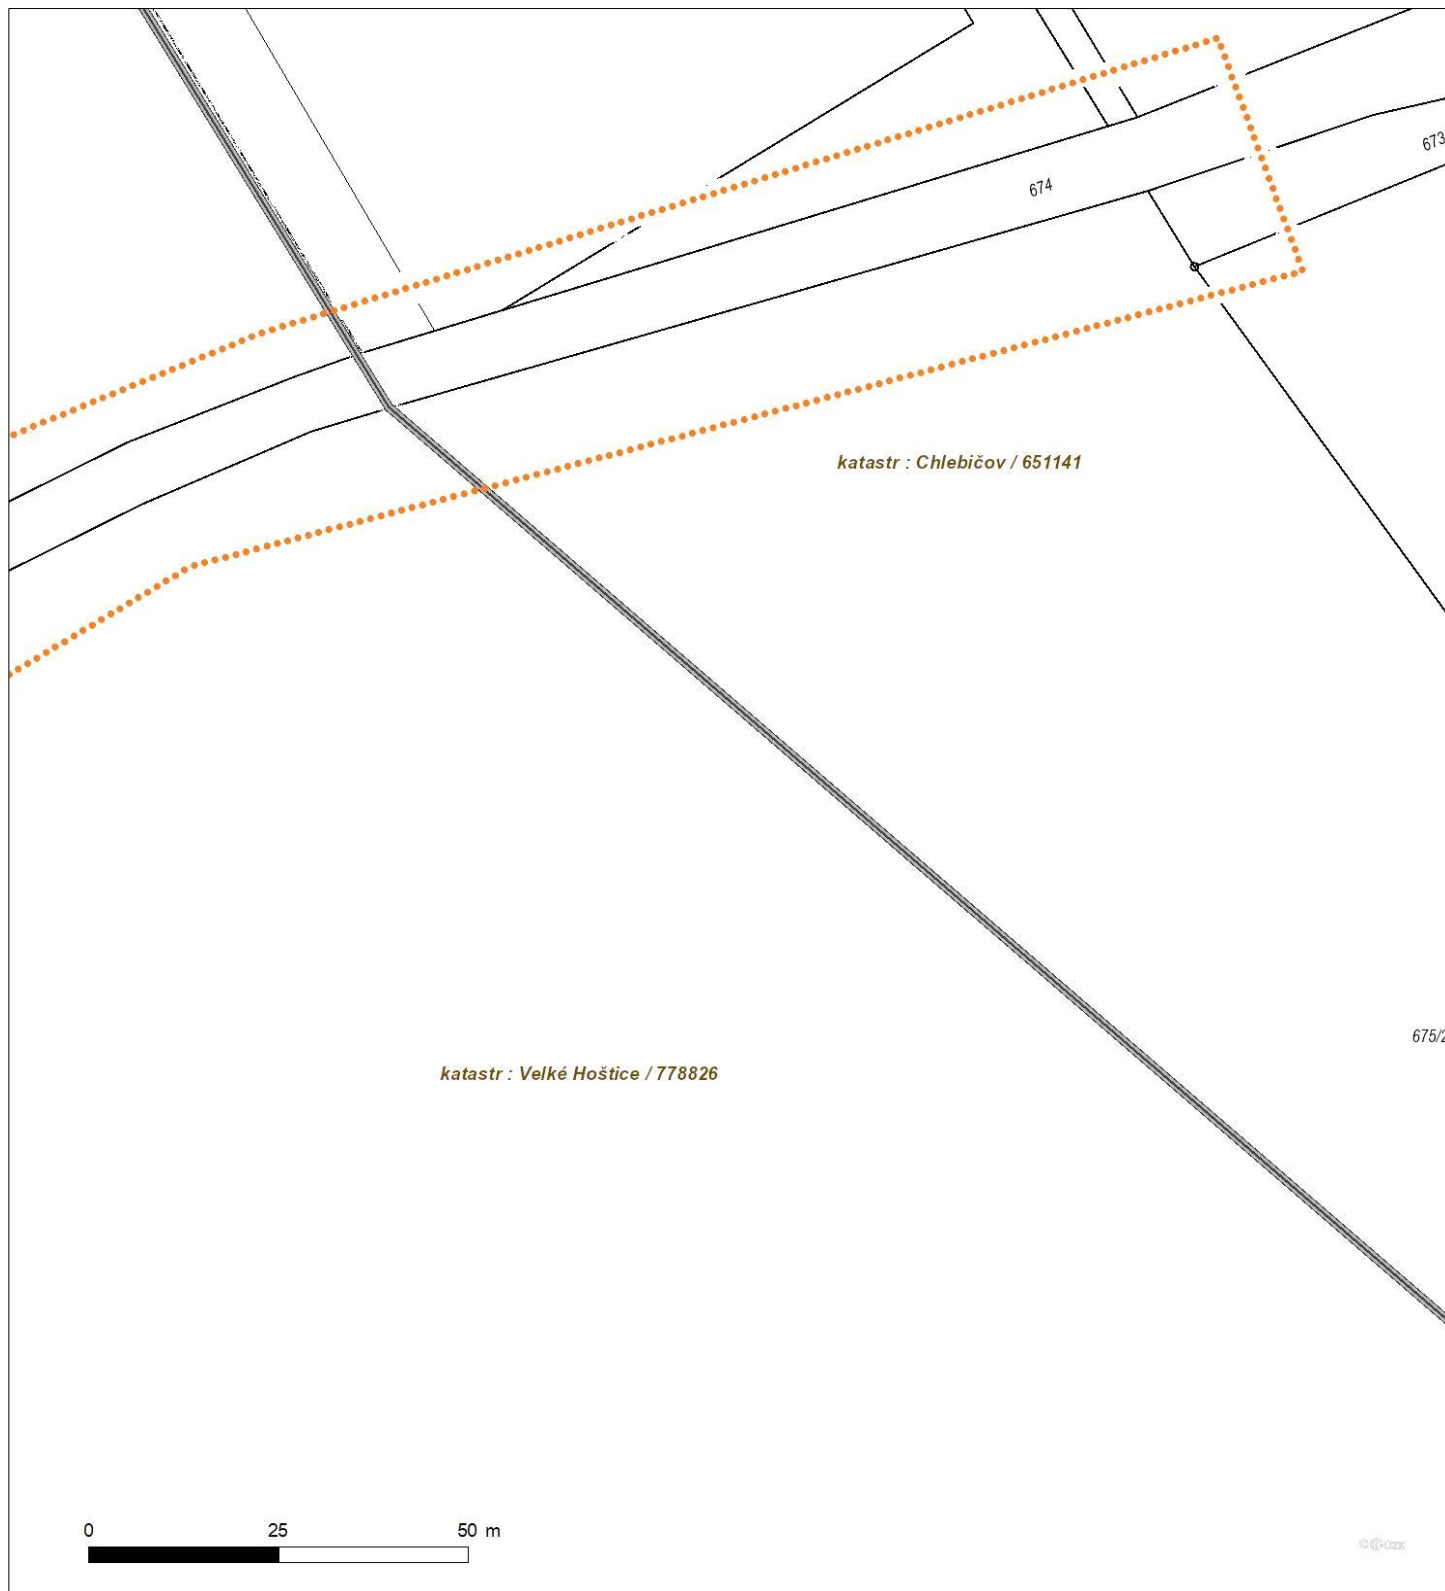 673
674
katastr : Chlebičov / 651141
675/2
katastr : Velké Hoštice / 778826
0 25 50 m